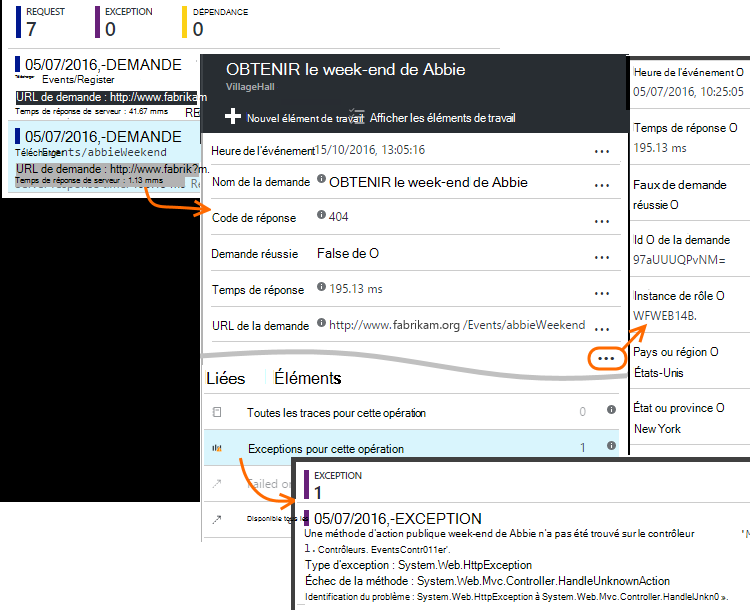 REQUEST
7
EXCEPTION
0
DÉPENDANCE
0
05/07/2016,-DEMANDE
Télécharger Events/Register
URL de demande : http://www.fabrikam
Temps de réponse de serveur : 41.67 mms RE
05/07/2016,-DEMANDE
Télécharger Events/abbieWeekend
URL de demande : http://www.fabrik?m.
Temps de réponse de serveur : 1.13 mms Re
OBTENIR le week-end de Abbie
VillageHall
Nouvel élément de travail
Afficher les éléments de travail
Heure de l'événement 15/10/2016, 13:05:16
Nom de la demande OBTENIR le week-end de Abbie
Code de réponse 404
Demande réussie False de O
Temps de réponse 195.13 ms
URL de la demande http://www.fabrikam.org /Events/abbieWeekend
Liées Éléments
Toutes les traces pour cette opération 0
Exceptions pour cette opération 1
Failed
Disponible tous les
Heure de l'événement O
05/07/2016, 10:25:05
Temps de réponse O
195.13 ms
Faux de demande
réussie O
Id O de la demande
97aUUUQPvNM=
Instance de rôle O
WFWEB14B.
Pays ou région O
États-Unis
État ou province O
New York
EXCEPTION
1
05/07/2016,-EXCEPTION
Une méthode d'action publique week-end de Abbie n'a pas été trouvé sur le contrôleur
1. Contrôleurs. EventsContr011er'.
Type d'exception : System.Web.HttpException
Échec de la méthode : System.Web.Mvc.Controller.HandleUnknownAction
Identification du problème : System.Web.HttpException à System.Web.Mvc.Controller.HandleUnkn0 ».